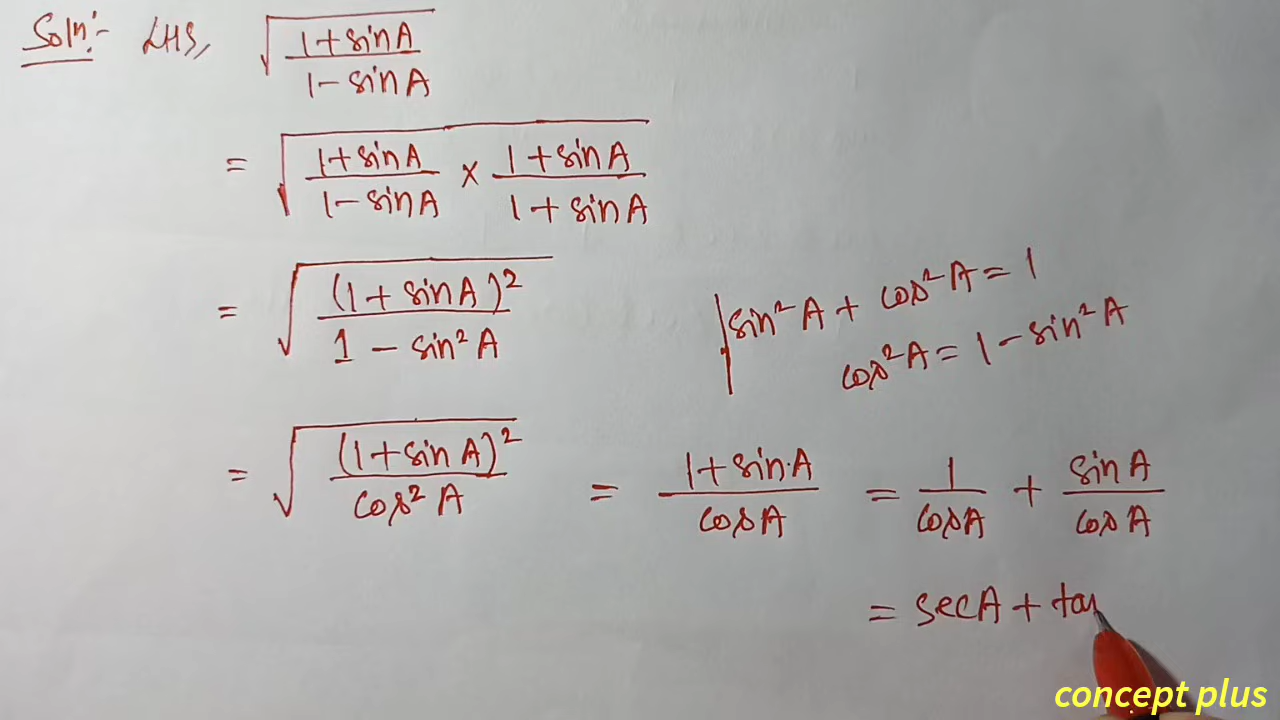 Soln:- LHS, √((1+sinA)/(1-sinA))
= √((1+sinA)/(1-sinA) × (1+sinA)/(1+sinA))
= √((1+sinA)²/(1-sin²A))
sin²A + cos²A = 1
cos²A = 1-sin²A
= √((1+sinA)²/cos²A) = (1+sin.A)/cosA = 1/cosA + sinA/cosA
= secA + tan
concept plus